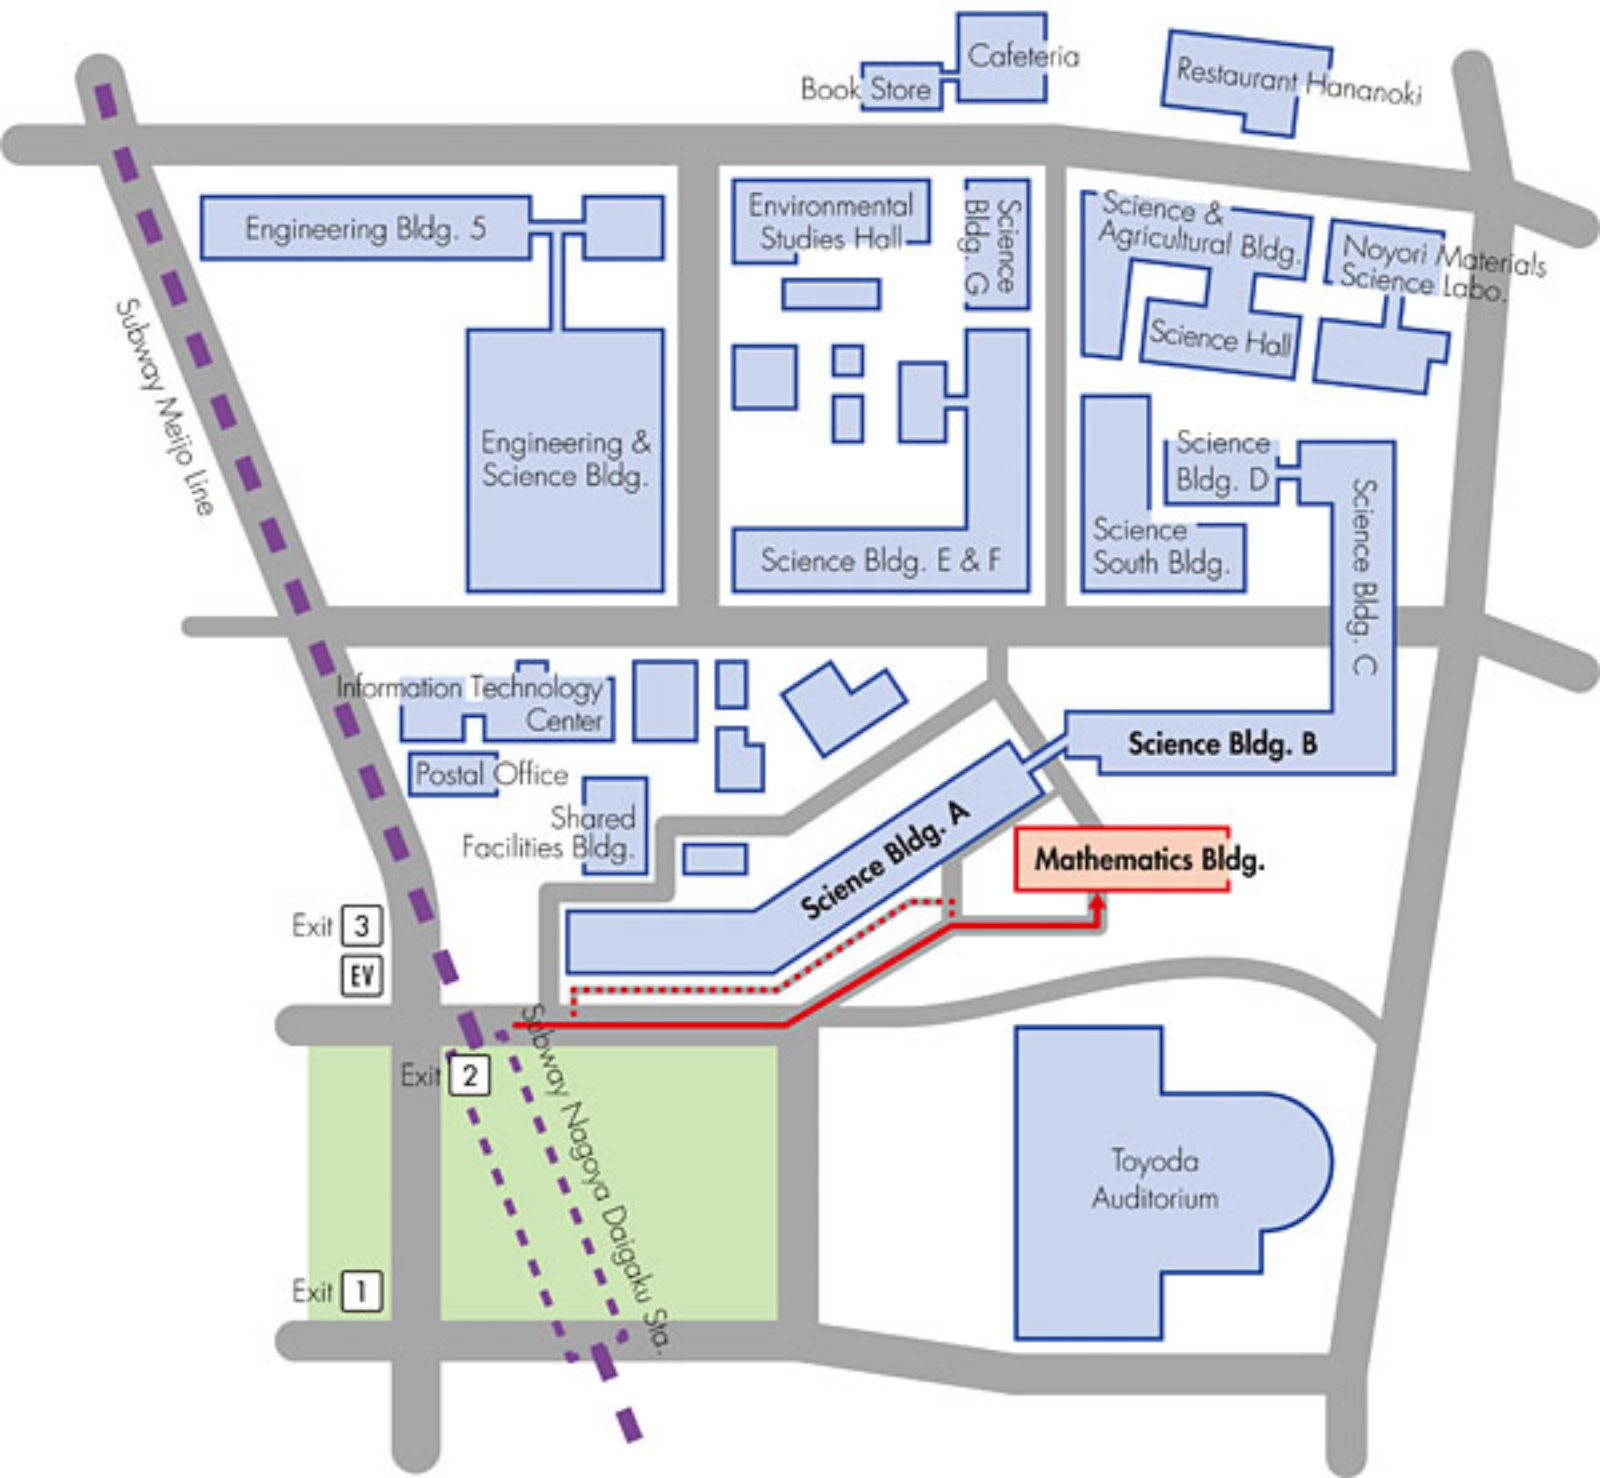 Cafeteria
Book Store
Restaurant Hananoki
Engineering Bldg. 5
Environmental
Studies Hall
Science
Bldg. G
Science &
Agricultural Bldg.
Noyori Materials
Science Labo.
Science Hall
Subway Meijo Line
Engineering &
Science Bldg.
Science
Bldg. D
Science Bldg. C
Science
South Bldg.
Science Bldg. E & F
Information Technology
Center
Postal Office
Shared
Facilities Bldg.
Science Bldg. B
Science Bldg. A
Mathematics Bldg.
Exit 3
EV
Exit 2
Subway Nagoya Daigaku Sta.
Exit 1
Toyoda
Auditorium